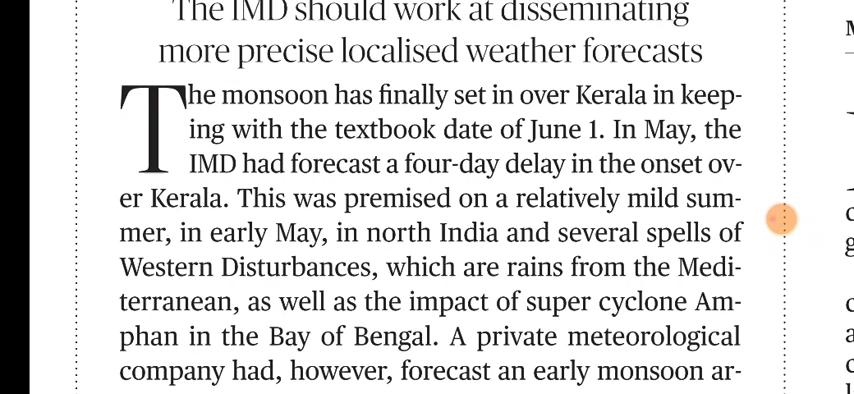 The IMD should work at disseminating
more precise localised weather forecasts
The monsoon has finally set in over Kerala in keep-
ing with the textbook date of June 1. In May, the
IMD had forecast a four-day delay in the onset ov-
er Kerala. This was premised on a relatively mild sum-
mer, in early May, in north India and several spells of
Western Disturbances, which are rains from the Medi-
terranean, as well as the impact of super cyclone Am-
phan in the Bay of Bengal. A private meteorological
company had, however, forecast an early monsoon ar-